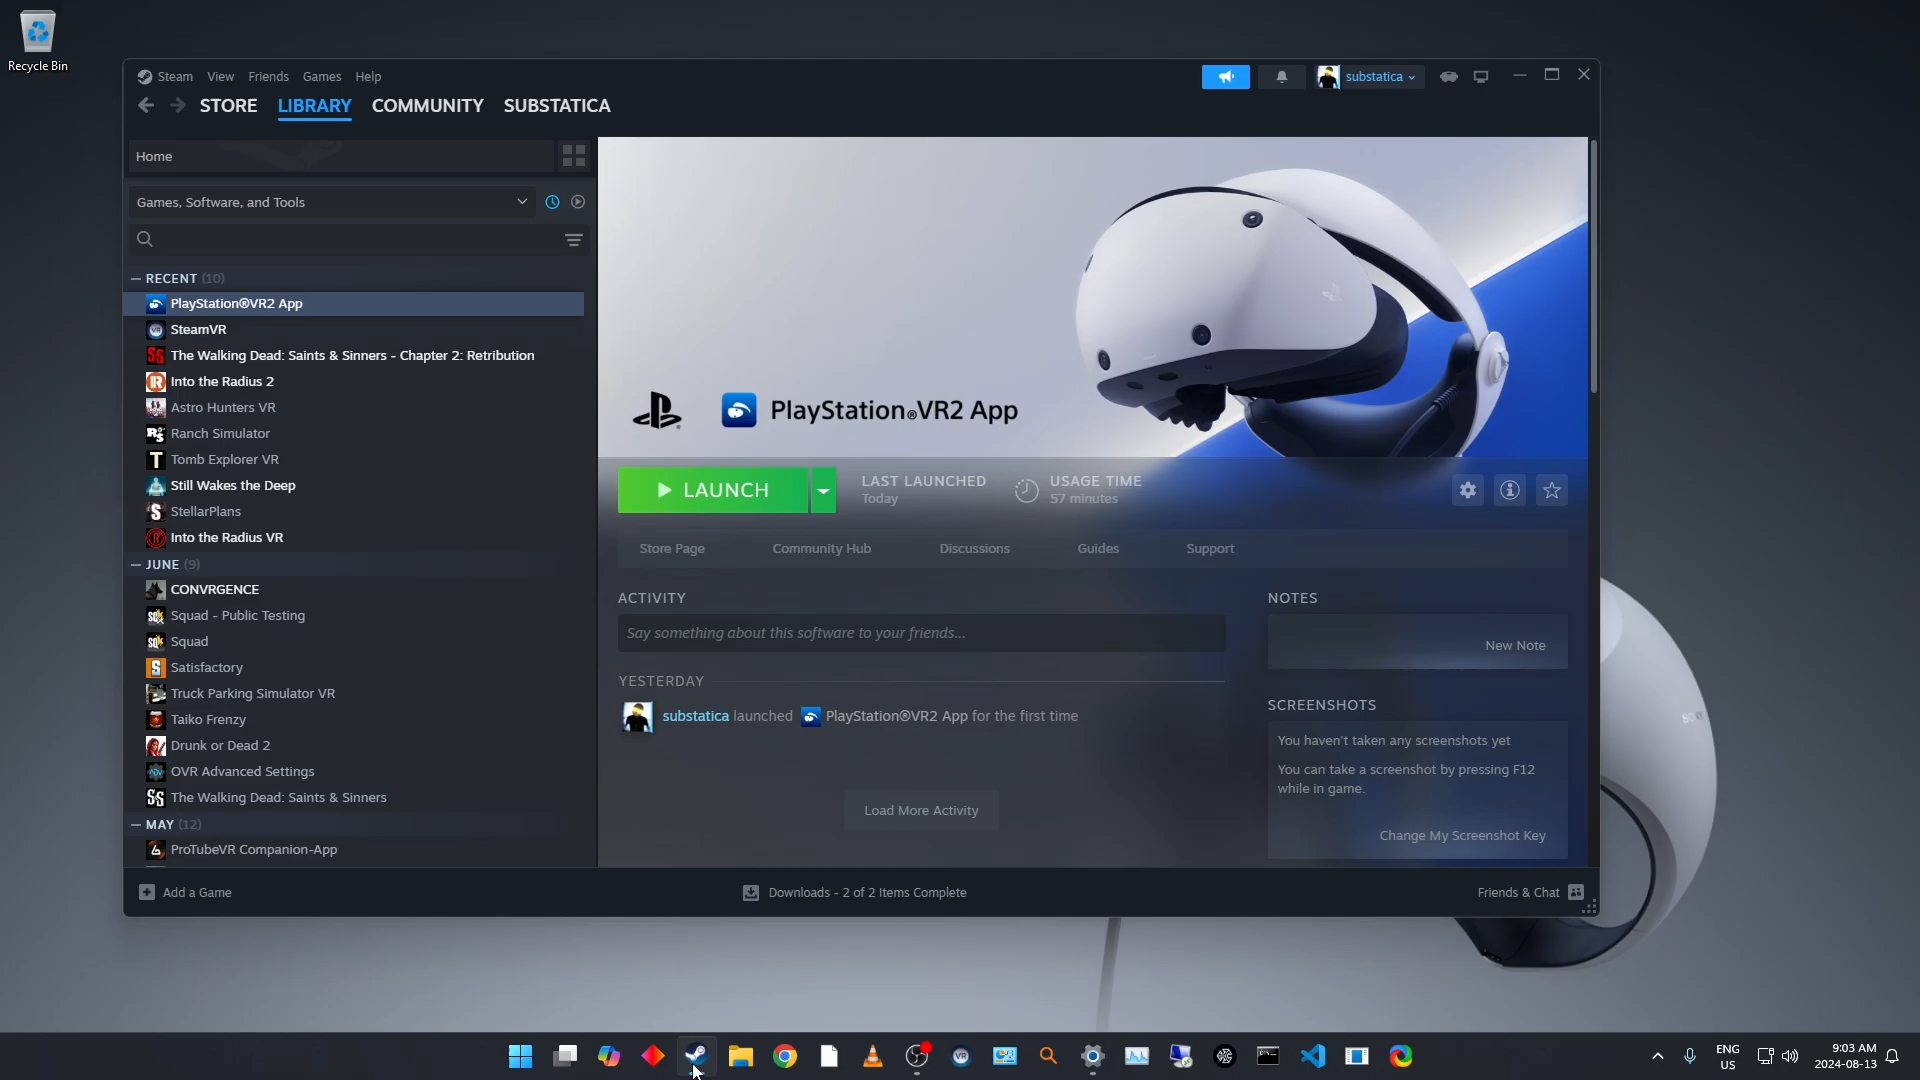 Recycle Bin
Steam View Friends Games Help
substatica
STORE LIBRARY COMMUNITY SUBSTATICA
Home
Games, Software, and Tools
— RECENT (10)
PlayStation®VR2 App
SteamVR
The Walking Dead: Saints & Sinners - Chapter 2: Retribution
Into the Radius 2
Astro Hunters VR
Ranch Simulator
Tomb Explorer VR
Still Wakes the Deep
StellarPlans
Into the Radius VR
— JUNE (9)
CONVRGENCE
Squad - Public Testing
Squad
Satisfactory
Truck Parking Simulator VR
Taiko Frenzy
Drunk or Dead 2
OVR Advanced Settings
The Walking Dead: Saints & Sinners
— MAY (12)
ProTubeVR Companion-App
PlayStation®VR2 App
LAUNCH
LAST LAUNCHED
Today
USAGE TIME
57 minutes
Store Page Community Hub Discussions Guides Support
ACTIVITY
Say something about this software to your friends...
YESTERDAY
substatica launched PlayStation®VR2 App for the first time
Load More Activity
NOTES
New Note
SCREENSHOTS
You haven't taken any screenshots yet
You can take a screenshot by pressing F12
while in game.
Change My Screenshot Key
Add a Game
Downloads - 2 of 2 Items Complete
Friends & Chat
SONY
ENG
US
9:03 AM
2024-08-13